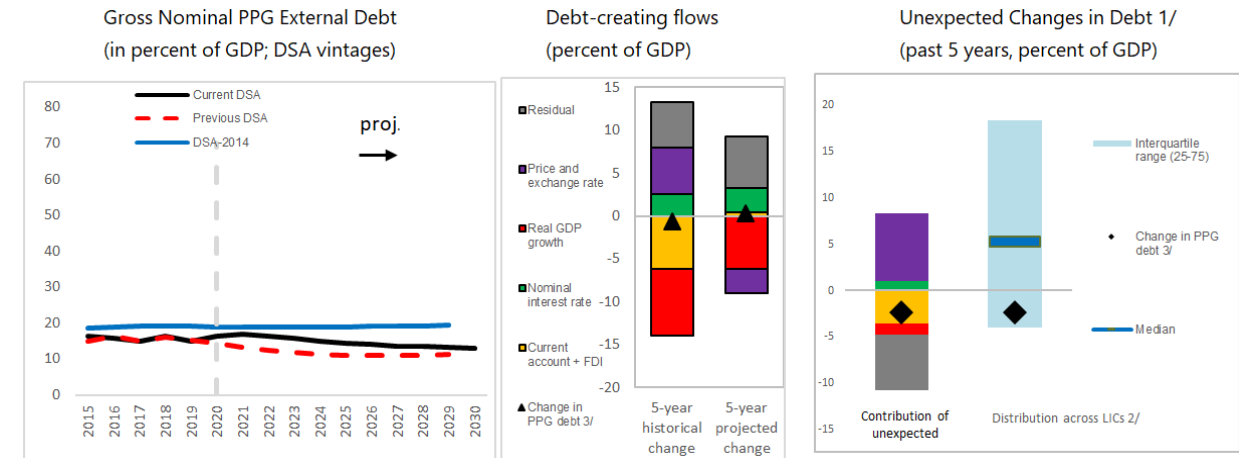 Gross Nominal PPG External Debt
(in percent of GDP; DSA vintages)
Current DSA
Previous DSA
DSA-2014
proj.
80
70
60
50
40
30
20
10
0
2015
2016
2017
2018
2019
2020
2021
2022
2023
2024
2025
2026
2027
2028
2029
2030
Debt-creating flows
(percent of GDP)
Residual
Price and
exchange rate
Real GDP
growth
Nominal
interest rate
Current
account + FDI
Change in
PPG debt 3/
15
10
5
0
-5
-10
-15
-20
5-year
historical
change
5-year
projected
change
Unexpected Changes in Debt 1/
(past 5 years, percent of GDP)
20
15
10
5
0
-5
-10
-15
Interquartile
range (25-75)
Change in PPG
debt 3/
Median
Contribution of
unexpected
Distribution across LICs 2/